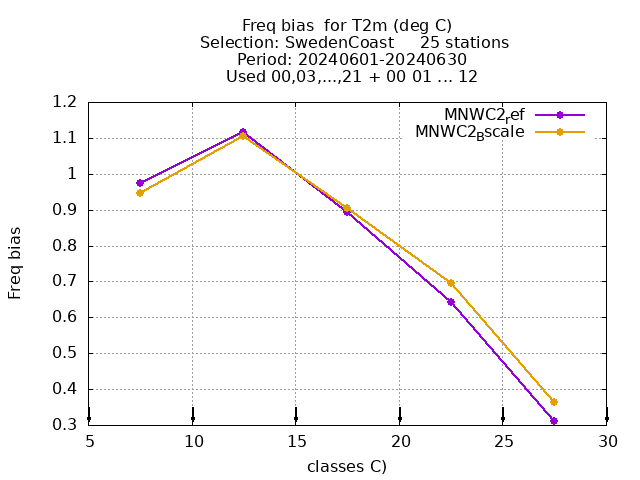 Freq bias  for T2m (deg C)
Selection: SwedenCoast     25 stations
Period: 20240601-20240630
Used 00,03,...,21 + 00 01 ... 12
MNWC2ref
MNWC2Bscale
1.2
1.1
1
0.9
0.8
0.7
0.6
0.5
0.4
0.3
Freq bias
5 10 15 20 25 30
classes C)